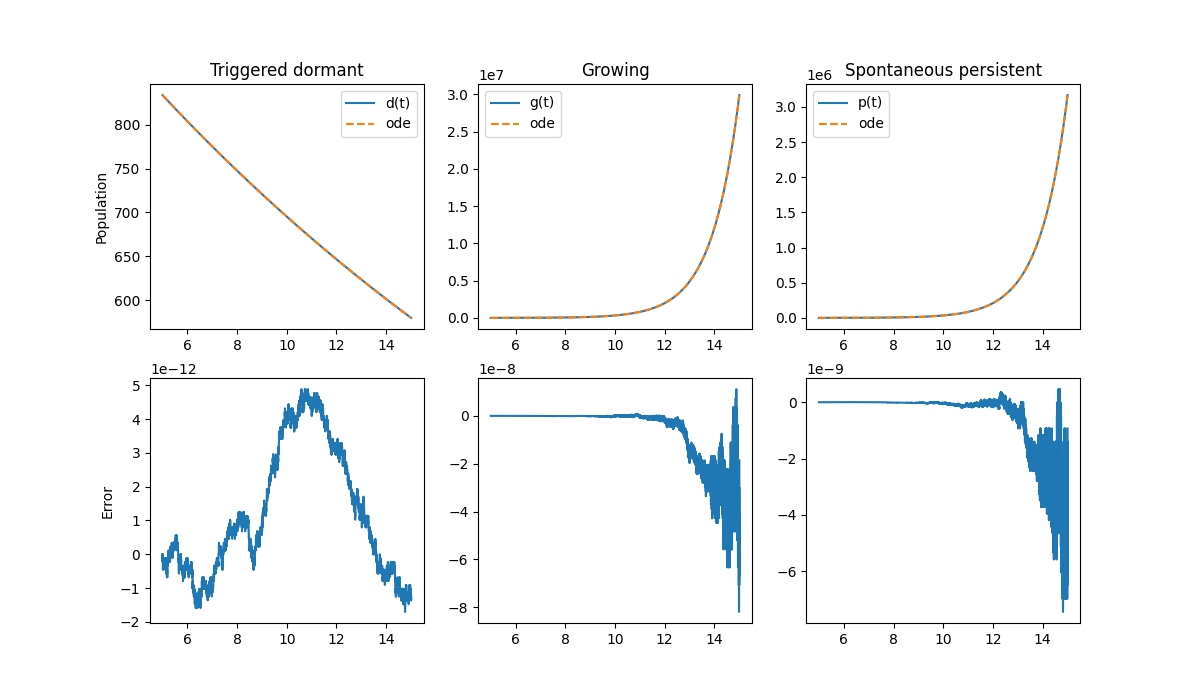 Triggered dormant
Growing
Spontaneous persistent
1e7
1e6
d(t)
ode
g(t)
ode
p(t)
ode
Population
800
750
700
650
600
3.0
2.5
2.0
1.5
1.0
0.5
0.0
3.0
2.5
2.0
1.5
1.0
0.5
0.0
6 8 10 12 14
6 8 10 12 14
6 8 10 12 14
1e−12
1e−8
1e−9
Error
5
4
3
2
1
0
−1
−2
0
−2
−4
−6
−8
0
−2
−4
−6
6 8 10 12 14
6 8 10 12 14
6 8 10 12 14